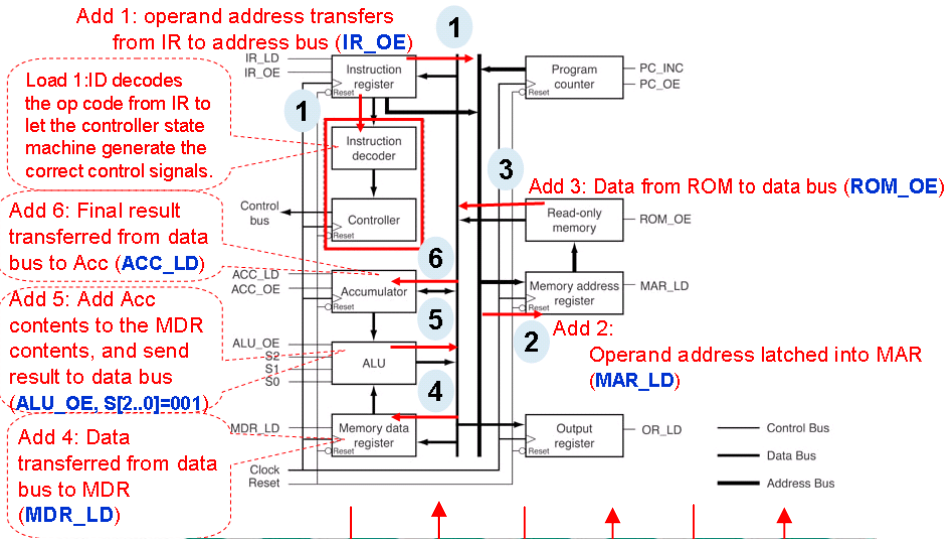 Add 1: operand address transfers
from IR to address bus (IR_OE)
1
IR_LD
IR_OE
Instruction
register
Reset
Program
counter
Reset
PC_INC
PC_OE
Load 1:ID decodes
the op code from IR to
let the controller state
machine generate the
correct control signals.
1
Instruction
decoder
3
Add 3: Data from ROM to data bus (ROM_OE)
Control
bus
Controller
Reset
Read-only
memory
ROM_OE
Add 6: Final result
transferred from data
bus to Acc (ACC_LD)
6
ACC_LD
ACC_OE
Accumulator
Reset
Memory address
register
Reset
MAR_LD
Add 5: Add Acc
contents to the MDR
contents, and send
result to data bus
(ALU_OE, S[2..0]=001)
5
2
Add 2:
Operand address latched into MAR
(MAR_LD)
ALU_OE
S2
S1
S0
ALU
4
Add 4: Data
transferred from data
bus to MDR
(MDR_LD)
MDR_LD
Memory data
register
Reset
Output
register
Reset
OR_LD
Clock
Reset
Control Bus
Data Bus
Address Bus